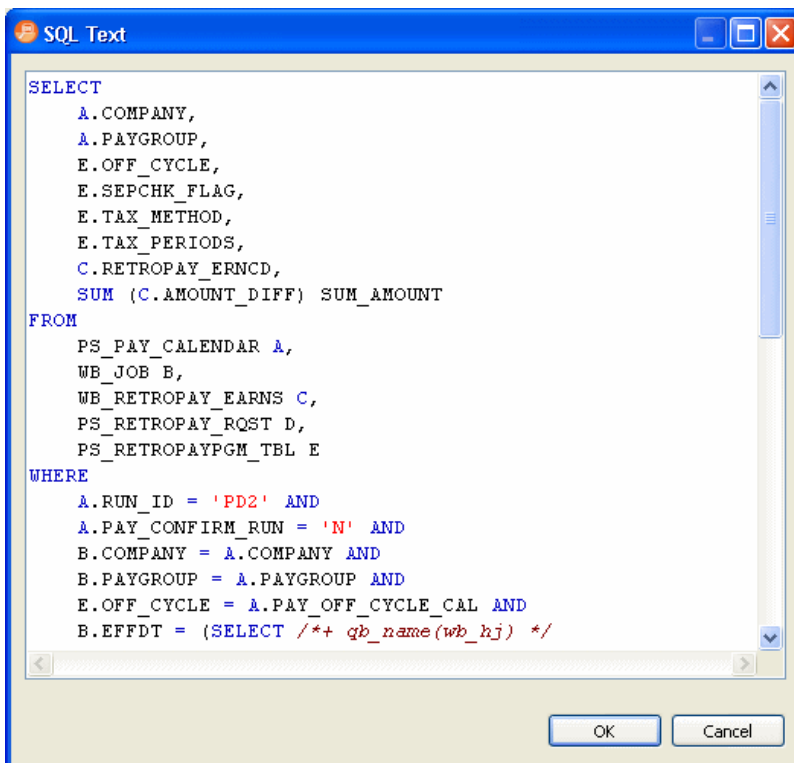 SQL Text
SELECT
A.COMPANY,
A.PAYGROUP,
E.OFF_CYCLE,
E.SEPCHK_FLAG,
E.TAX_METHOD,
E.TAX_PERIODS,
C.RETROPAY_ERNCD,
SUM (C.AMOUNT_DIFF) SUM_AMOUNT
FROM
PS_PAY_CALENDAR A,
WB_JOB B,
WB_RETROPAY_EARNS C,
PS_RETROPAY_RQST D,
PS_RETROPAYPGM_TBL E
WHERE
A.RUN_ID = 'PD2' AND
A.PAY_CONFIRM_RUN = 'N' AND
B.COMPANY = A.COMPANY AND
B.PAYGROUP = A.PAYGROUP AND
E.OFF_CYCLE = A.PAY_OFF_CYCLE_CAL AND
B.EFFDT = (SELECT /*+ qb_name(wb_hj) */
OK Cancel